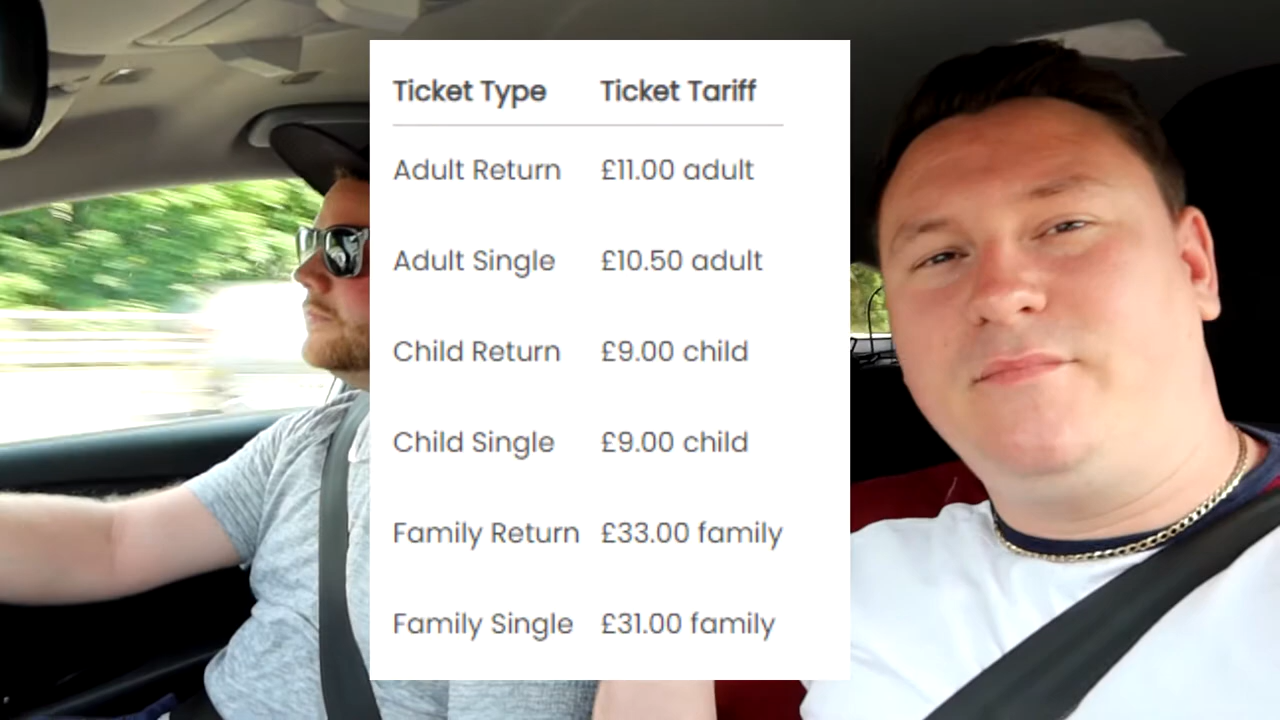 Ticket Type Ticket Tariff
Adult Return £11.00 adult
Adult Single £10.50 adult
Child Return £9.00 child
Child Single £9.00 child
Family Return £33.00 family
Family Single £31.00 family